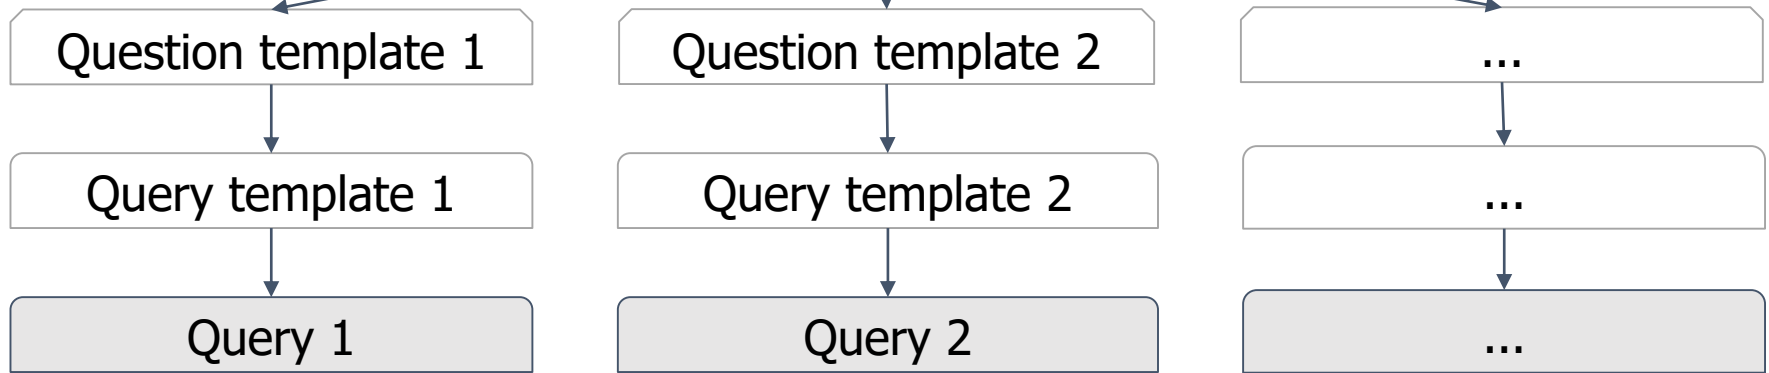 Question template 1
Question template 2
...
Query template 1
Query template 2
...
Query 1
Query 2
...